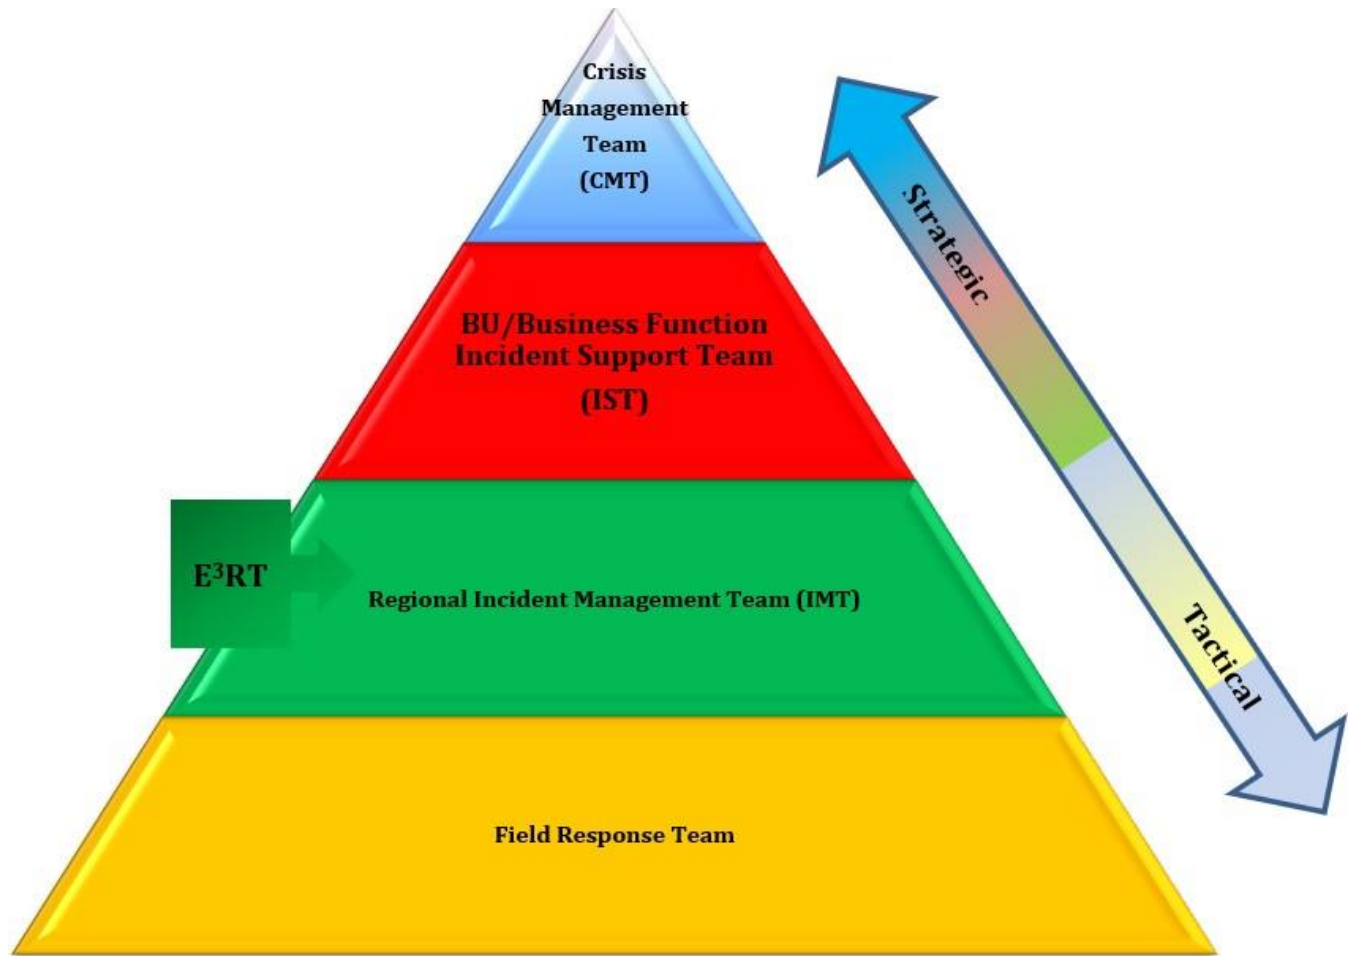 Crisis
Management
Team
(CMT)
Strategic
BU/Business Function
Incident Support Team
(IST)
E³RT
Regional Incident Management Team (IMT)
Tactical
Field Response Team